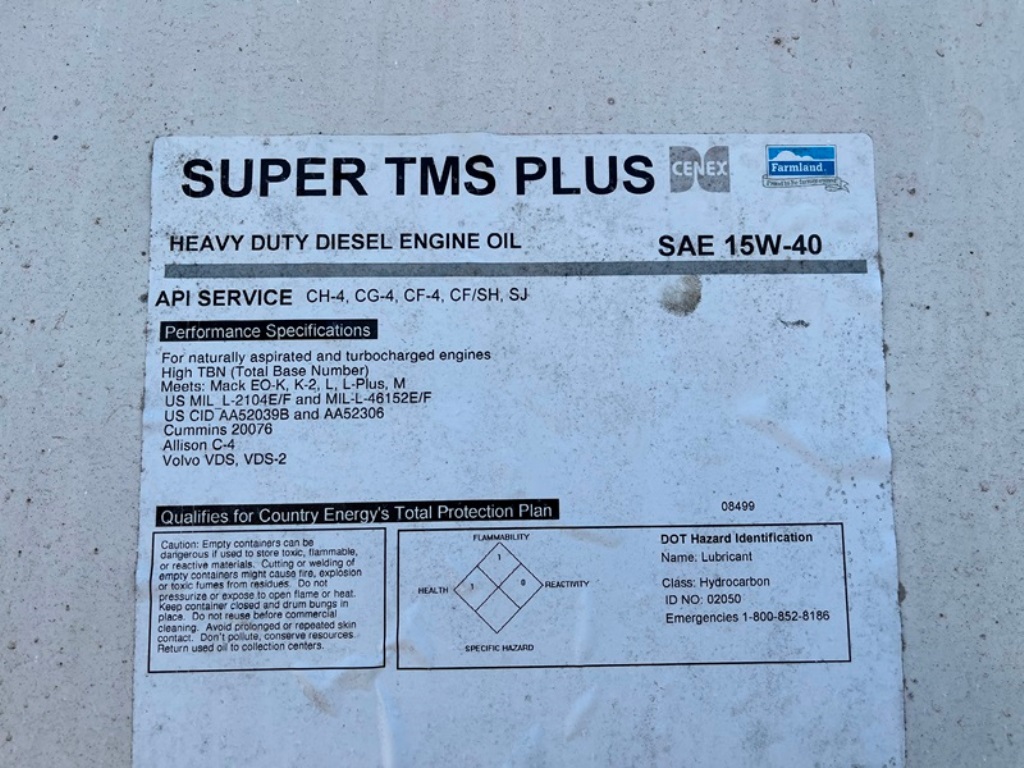 SUPER TMS PLUS CENEX Farmland.
HEAVY DUTY DIESEL ENGINE OIL SAE 15W-40
API SERVICE CH-4, CG-4, CF-4, CF/SH, SJ
Performance Specifications
For naturally aspirated and turbocharged engines
High TBN (Total Base Number)
Meets: Mack EO-K, K-2, L, L-Plus, M
US MIL L-2104E/F and MIL-L-46152E/F
US CID AA52039B and AA52306
Cummins 20076
Allison C-4
Volvo VDS, VDS-2
Qualifies for Country Energy's Total Protection Plan
08499
Caution: Empty containers can be
dangerous if used to store toxic, flammable,
or reactive materials. Cutting or welding of
empty containers might cause fire, explosion
or toxic fumes from residues. Do not
pressurize or expose to open flame or heat.
Keep container closed and drum bungs in
place. Do not reuse before commercial
cleaning. Avoid prolonged or repeated skin
contact. Don't pollute, conserve resources.
Return used oil to collection centers.
FLAMMABILITY
1
HEALTH 1 0 REACTIVITY
SPECIFIC HAZARD
DOT Hazard Identification
Name: Lubricant
Class: Hydrocarbon
ID NO: 02050
Emergencies 1-800-852-8186